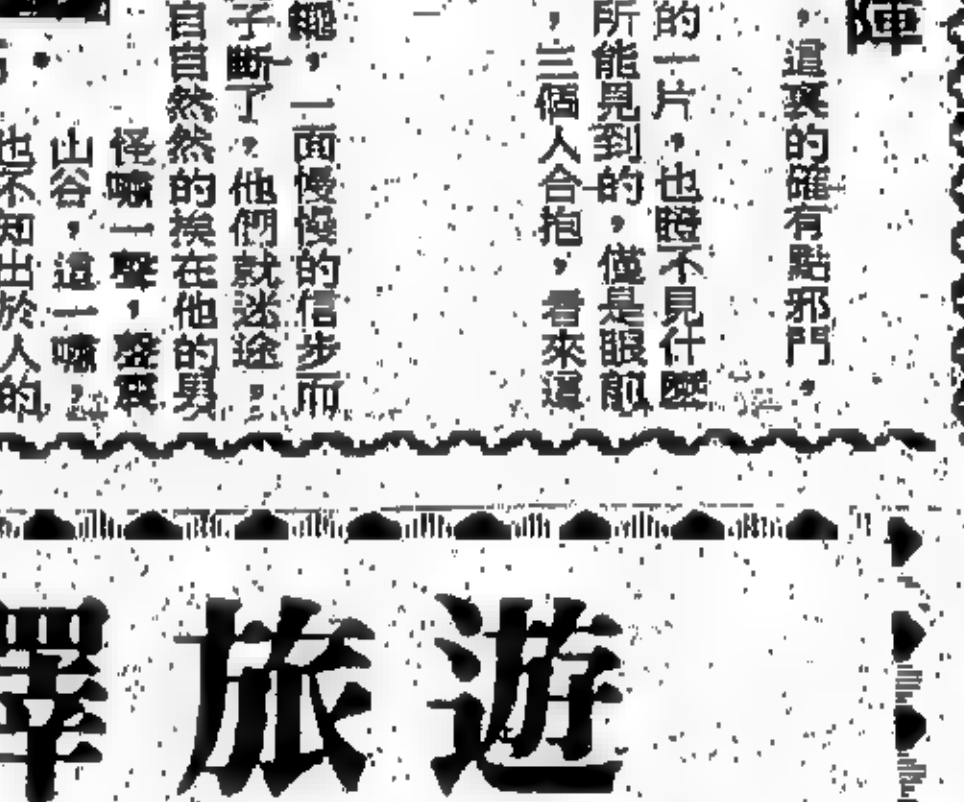 陣
，這裏的確有點邪門，
的一片，也瞪不見什麼
所能見到的，僅是眼前
，三個人合抱，看來這
繩，一面慢慢的信步而
子斷了，他們就迷途，
自自然然的挨在他的男
怪嘯一聲，聲震
山谷，這一嘯，
也不知出於人的
遊旅